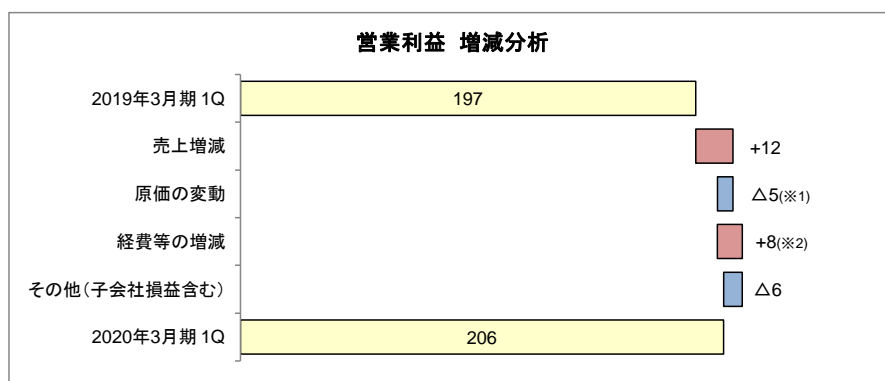 営業利益 増減分析
2019年3月期 1Q 197
売上増減 +12
原価の変動 △5(※1)
経費等の増減 +8(※2)
その他(子会社損益含む) △6
2020年3月期 1Q 206